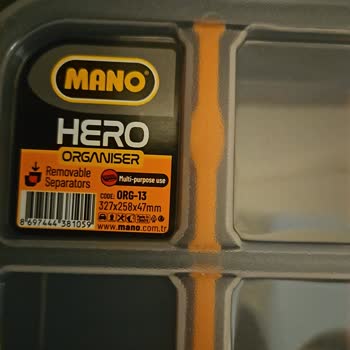 MANO®
HERO
ORGANISER
Removable
Separators
Multi-purpose use
CODE: ORG-13
327x258x47mm
8 697444 381059
www.mano.com.tr